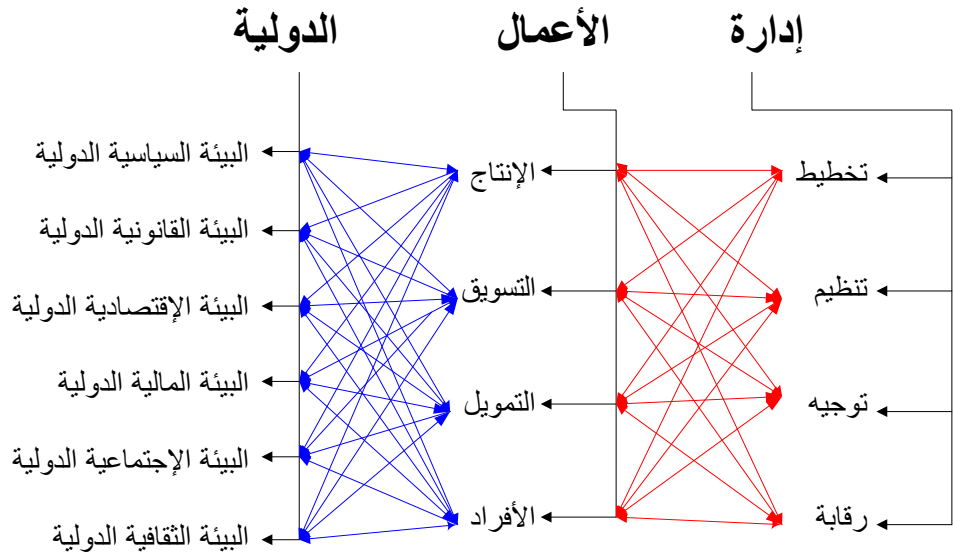 إدارة الأعمال الدولية
تخطيط
تنظيم
توجيه
رقابة
الإنتاج
التسويق
التمويل
الأفراد
البيئة السياسية الدولية
البيئة القانونية الدولية
البيئة الإقتصادية الدولية
البيئة المالية الدولية
البيئة الإجتماعية الدولية
البيئة الثقافية الدولية